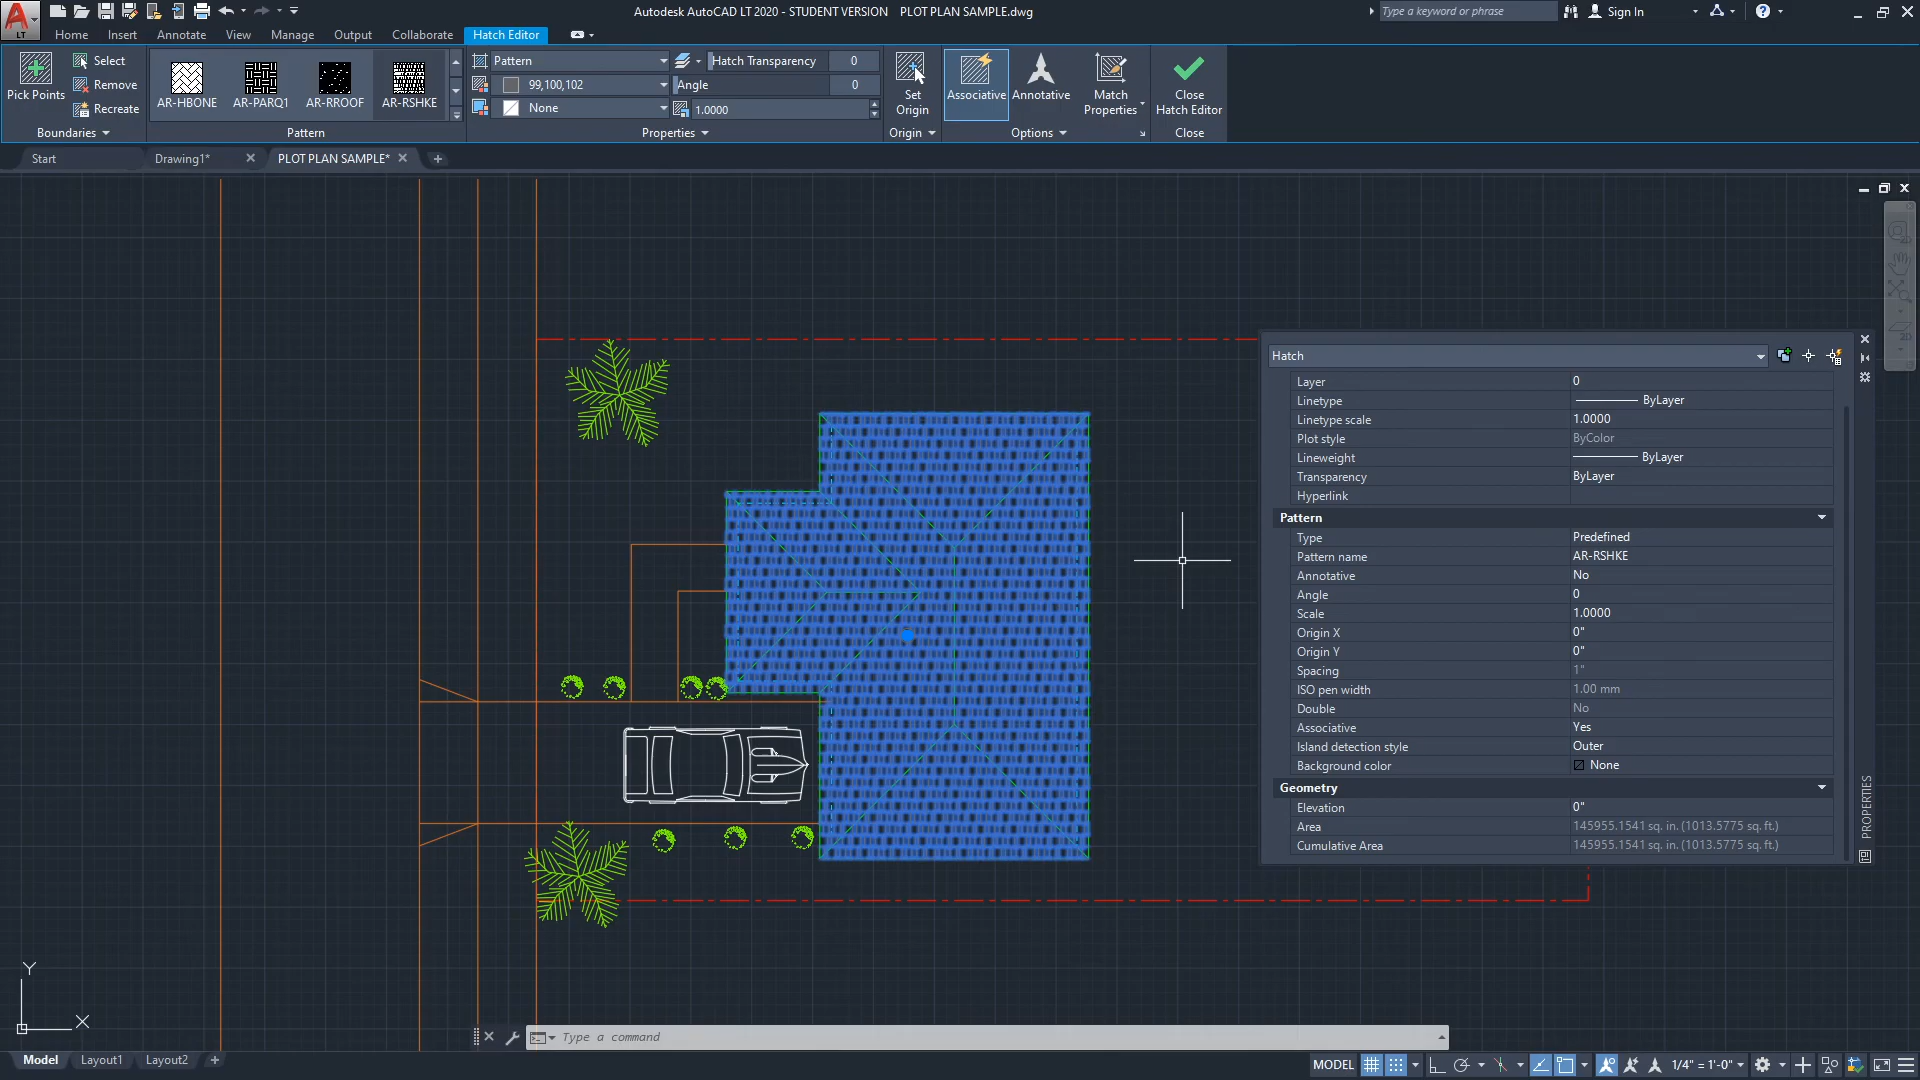 Autodesk AutoCAD LT 2020 - STUDENT VERSION PLOT PLAN SAMPLE.dwg
Type a keyword or phrase
Sign In
LT
Home Insert Annotate View Manage Output Collaborate Hatch Editor
Pick Points
Select
Remove
Recreate
Boundaries
AR-HBONE AR-PARQ1 AR-RROOF AR-RSHKE
Pattern
Pattern
99,100,102
None
Hatch Transparency 0
Angle 0
1.0000
Properties
Set
Origin
Origin
Associative
Annotative
Match
Properties
Options
Close
Hatch Editor
Close
Start
Drawing1*
PLOT PLAN SAMPLE*
Hatch
Layer 0
Linetype ByLayer
Linetype scale 1.0000
Plot style ByColor
Lineweight ByLayer
Transparency ByLayer
Hyperlink
Pattern
Type Predefined
Pattern name AR-RSHKE
Annotative No
Angle 0
Scale 1.0000
Origin X 0"
Origin Y 0"
Spacing 1"
ISO pen width 1.00 mm
Double No
Associative Yes
Island detection style Outer
Background color None
Geometry
Elevation 0"
Area 145955.1541 sq. in. (1013.5775 sq. ft.)
Cumulative Area 145955.1541 sq. in. (1013.5775 sq. ft.)
PROPERTIES
Y
X
Type a command
Model Layout1 Layout2
MODEL
1/4" = 1'-0"